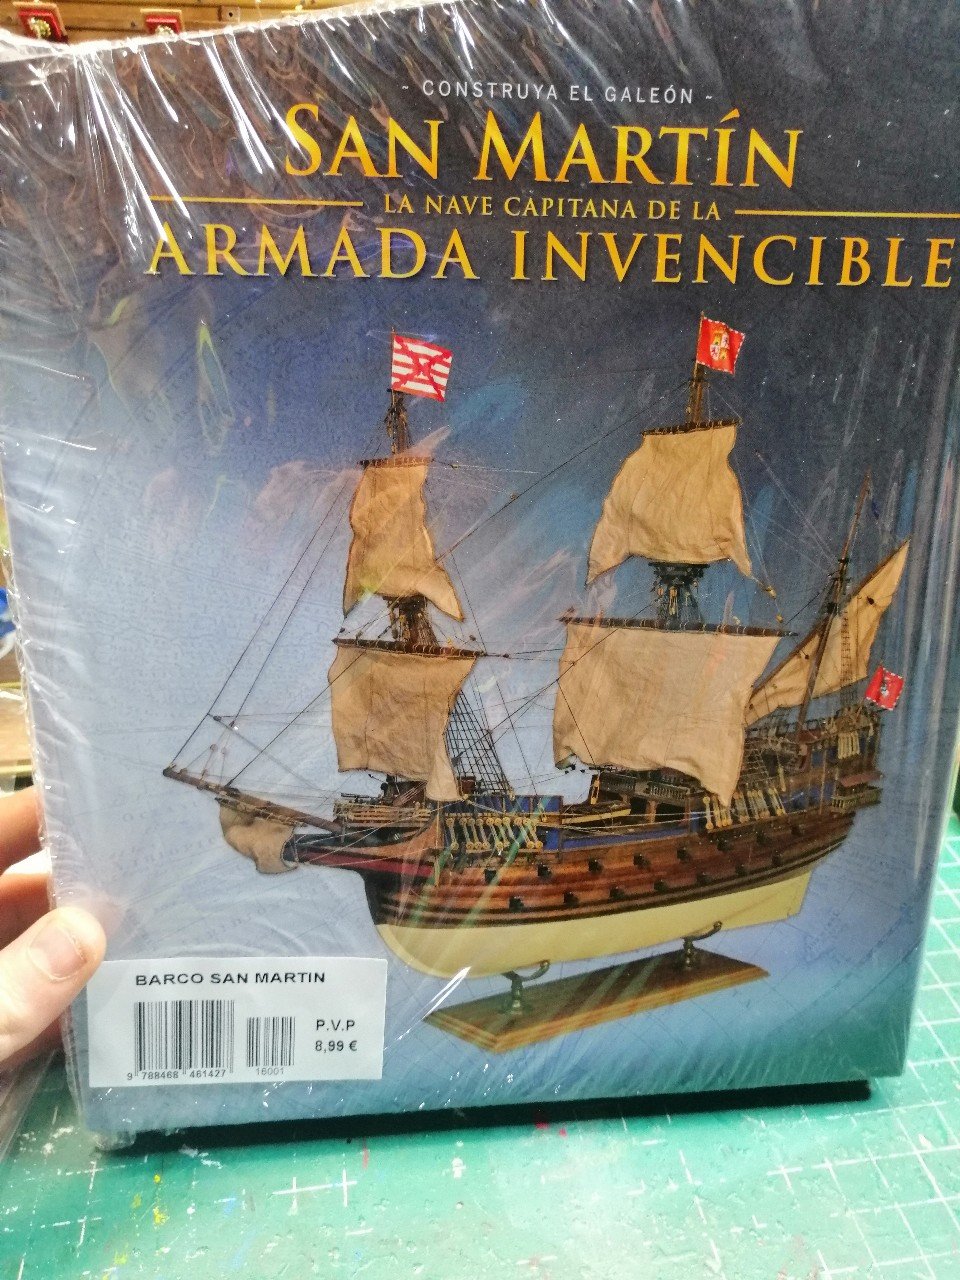 ~ CONSTRUYA EL GALEÓN ~
SAN MARTÍN
LA NAVE CAPITANA DE LA
ARMADA INVENCIBLE
BARCO SAN MARTIN
P.V.P
8,99 €
9 788468 461427
16001